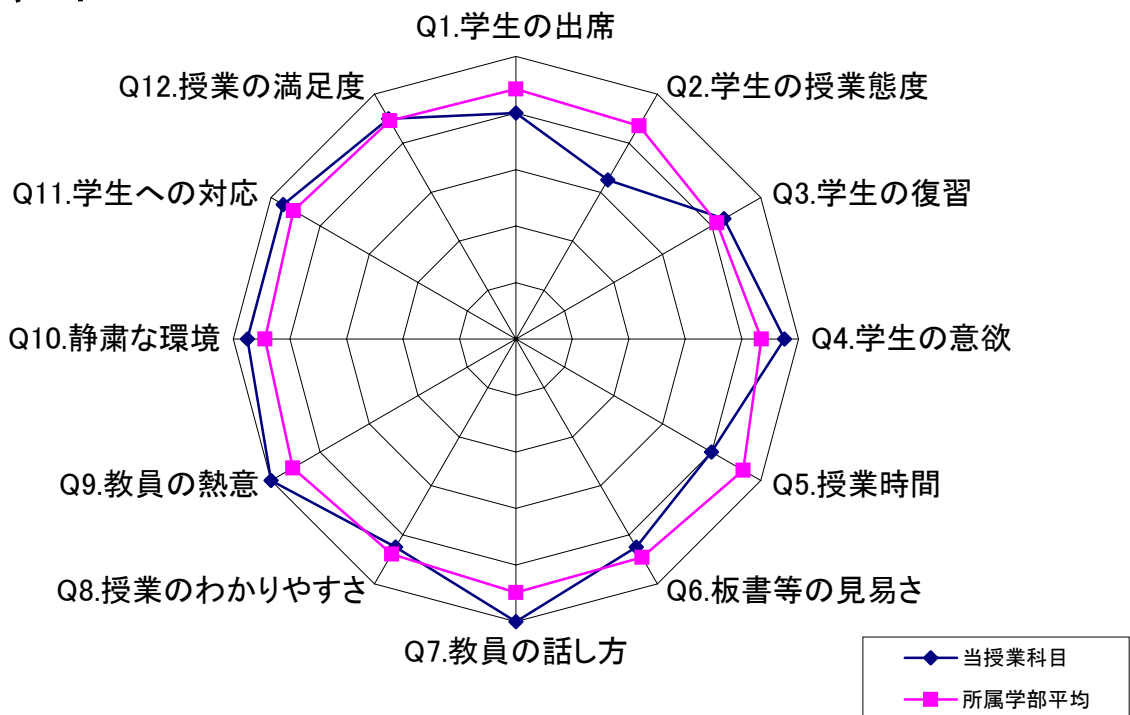 Q1.学生の出席
Q2.学生の授業態度
Q3.学生の復習
Q4.学生の意欲
Q5.授業時間
Q6.板書等の見易さ
Q7.教員の話し方
Q8.授業のわかりやすさ
Q9.教員の熱意
Q10.静粛な環境
Q11.学生への対応
Q12.授業の満足度
当授業科目
所属学部平均